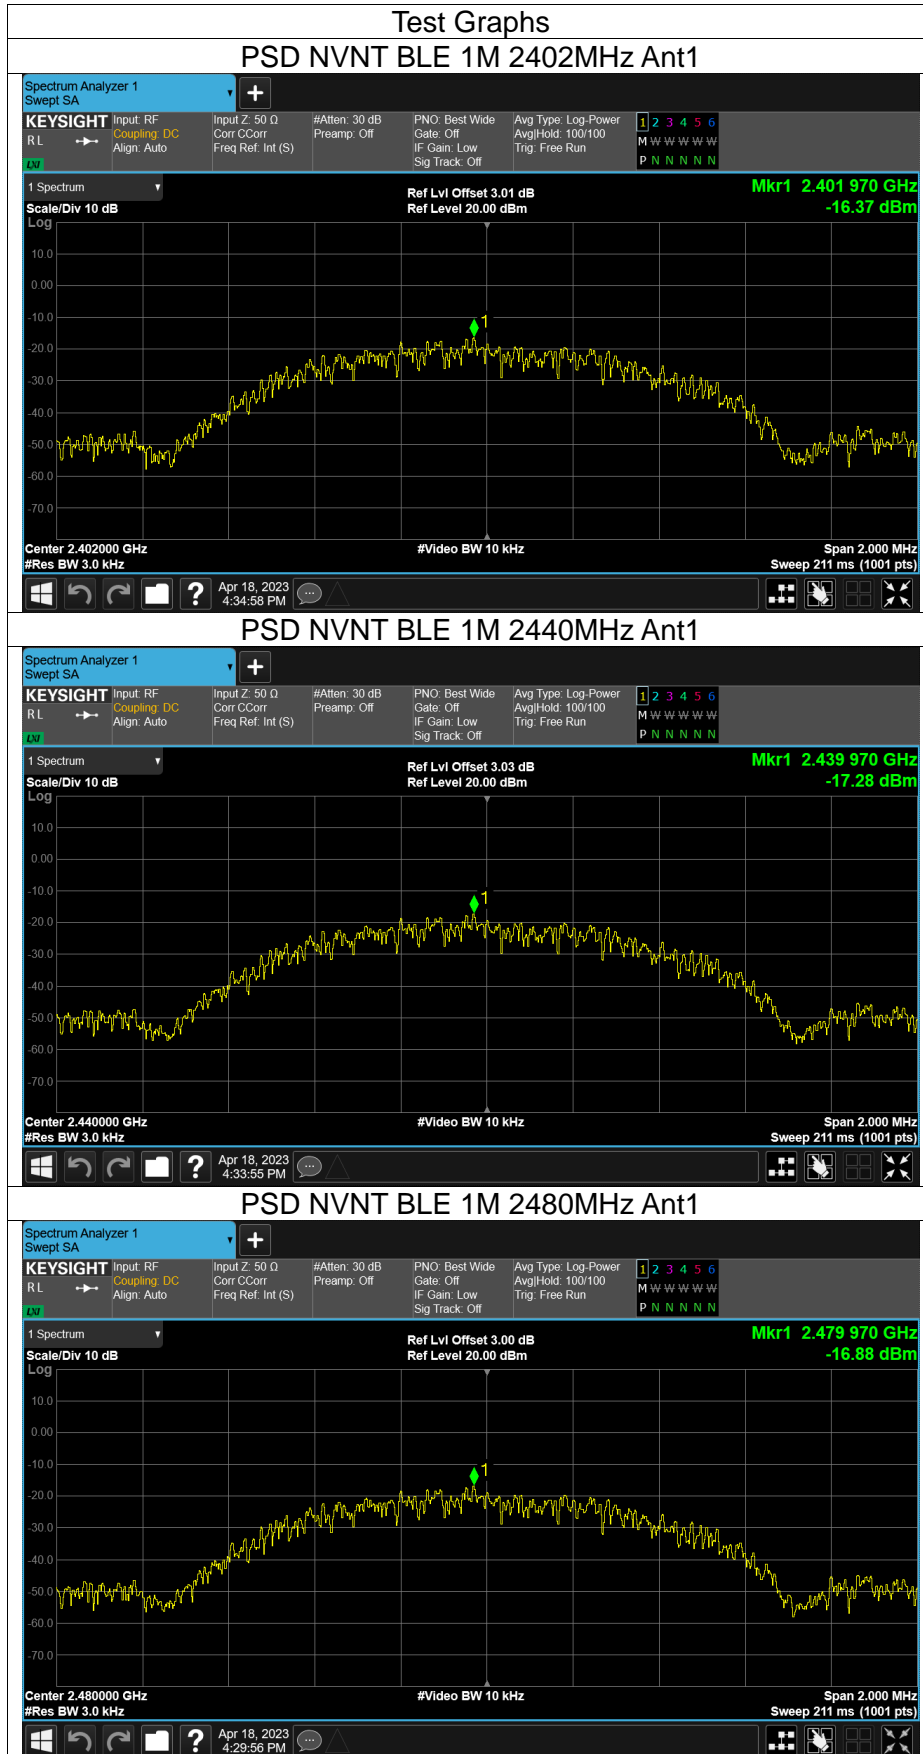 Test Graphs
PSD NVNT BLE 1M 2402MHz Ant1
Spectrum Analyzer 1
Swept SA
KEYSIGHT Input: RF Input Z: 50 Ω #Atten: 30 dB PNO: Best Wide Avg Type: Log-Power 1 2 3 4 5 6
R L Coupling: DC Corr CCorr Preamp: Off Gate: Off Avg|Hold: 100/100 M W W W W W
Align: Auto Freq Ref: Int (S) IF Gain: Low Trig: Free Run
LXI Sig Track: Off P N N N N N
1 Spectrum Ref Lvl Offset 3.01 dB Mkr1 2.401 970 GHz
Scale/Div 10 dB Ref Level 20.00 dBm -16.37 dBm
Log
10.0
0.00
1
-10.0
-20.0
-30.0
-40.0
-50.0
-60.0
-70.0
Center 2.402000 GHz #Video BW 10 kHz Span 2.000 MHz
#Res BW 3.0 kHz Sweep 211 ms (1001 pts)
? Apr 18, 2023
4:34:58 PM
PSD NVNT BLE 1M 2440MHz Ant1
Spectrum Analyzer 1
Swept SA
KEYSIGHT Input: RF Input Z: 50 Ω #Atten: 30 dB PNO: Best Wide Avg Type: Log-Power 1 2 3 4 5 6
R L Coupling: DC Corr CCorr Preamp: Off Gate: Off Avg|Hold: 100/100 M W W W W W
Align: Auto Freq Ref: Int (S) IF Gain: Low Trig: Free Run
LXI Sig Track: Off P N N N N N
1 Spectrum Ref Lvl Offset 3.03 dB Mkr1 2.439 970 GHz
Scale/Div 10 dB Ref Level 20.00 dBm -17.28 dBm
Log
10.0
0.00
-10.0
1
-20.0
-30.0
-40.0
-50.0
-60.0
-70.0
Center 2.440000 GHz #Video BW 10 kHz Span 2.000 MHz
#Res BW 3.0 kHz Sweep 211 ms (1001 pts)
? Apr 18, 2023
4:33:55 PM
PSD NVNT BLE 1M 2480MHz Ant1
Spectrum Analyzer 1
Swept SA
KEYSIGHT Input: RF Input Z: 50 Ω #Atten: 30 dB PNO: Best Wide Avg Type: Log-Power 1 2 3 4 5 6
R L Coupling: DC Corr CCorr Preamp: Off Gate: Off Avg|Hold: 100/100 M W W W W W
Align: Auto Freq Ref: Int (S) IF Gain: Low Trig: Free Run
LXI Sig Track: Off P N N N N N
1 Spectrum Ref Lvl Offset 3.00 dB Mkr1 2.479 970 GHz
Scale/Div 10 dB Ref Level 20.00 dBm -16.88 dBm
Log
10.0
0.00
-10.0
1
-20.0
-30.0
-40.0
-50.0
-60.0
-70.0
Center 2.480000 GHz #Video BW 10 kHz Span 2.000 MHz
#Res BW 3.0 kHz Sweep 211 ms (1001 pts)
? Apr 18, 2023
4:29:56 PM